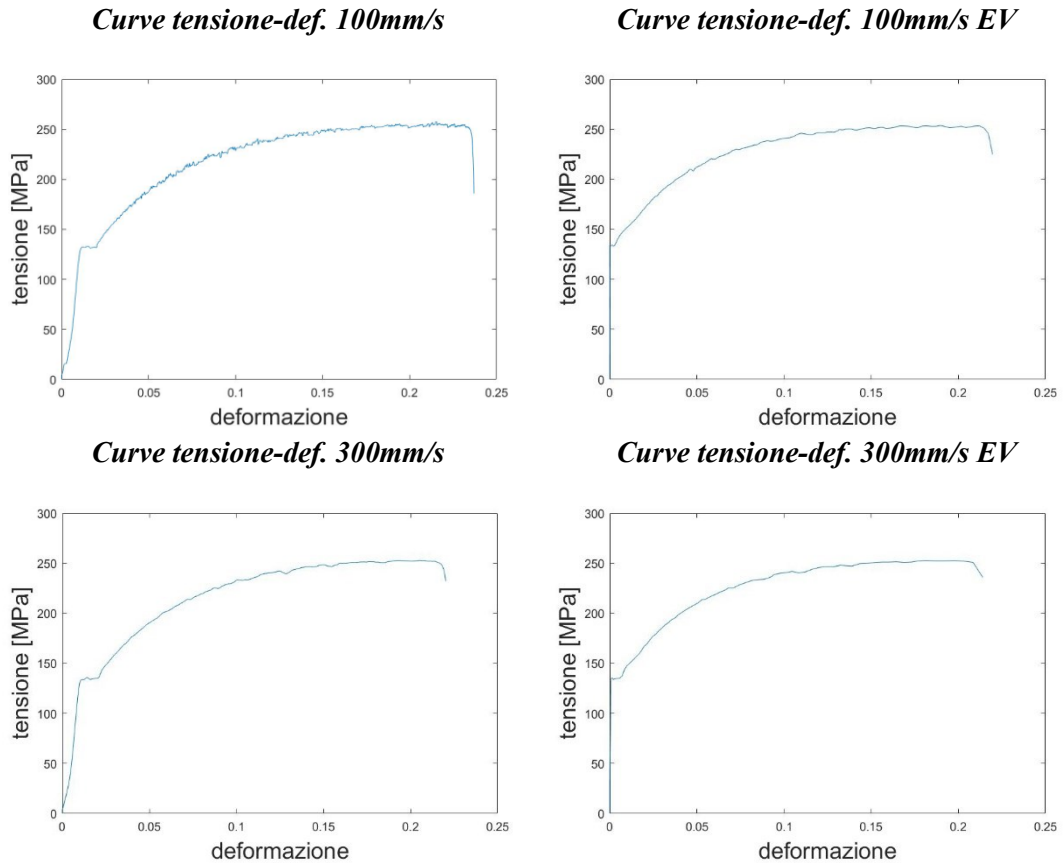 Curve tensione-def. 100mm/s
Curve tensione-def. 100mm/s EV
300
250
200
150
100
50
0
tensione [MPa]
0 0.05 0.1 0.15 0.2 0.25
deformazione
300
250
200
150
100
50
0
tensione [MPa]
0 0.05 0.1 0.15 0.2 0.25
deformazione
Curve tensione-def. 300mm/s
Curve tensione-def. 300mm/s EV
300
250
200
150
100
50
0
tensione [MPa]
0 0.05 0.1 0.15 0.2 0.25
deformazione
300
250
200
150
100
50
0
tensione [MPa]
0 0.05 0.1 0.15 0.2 0.25
deformazione